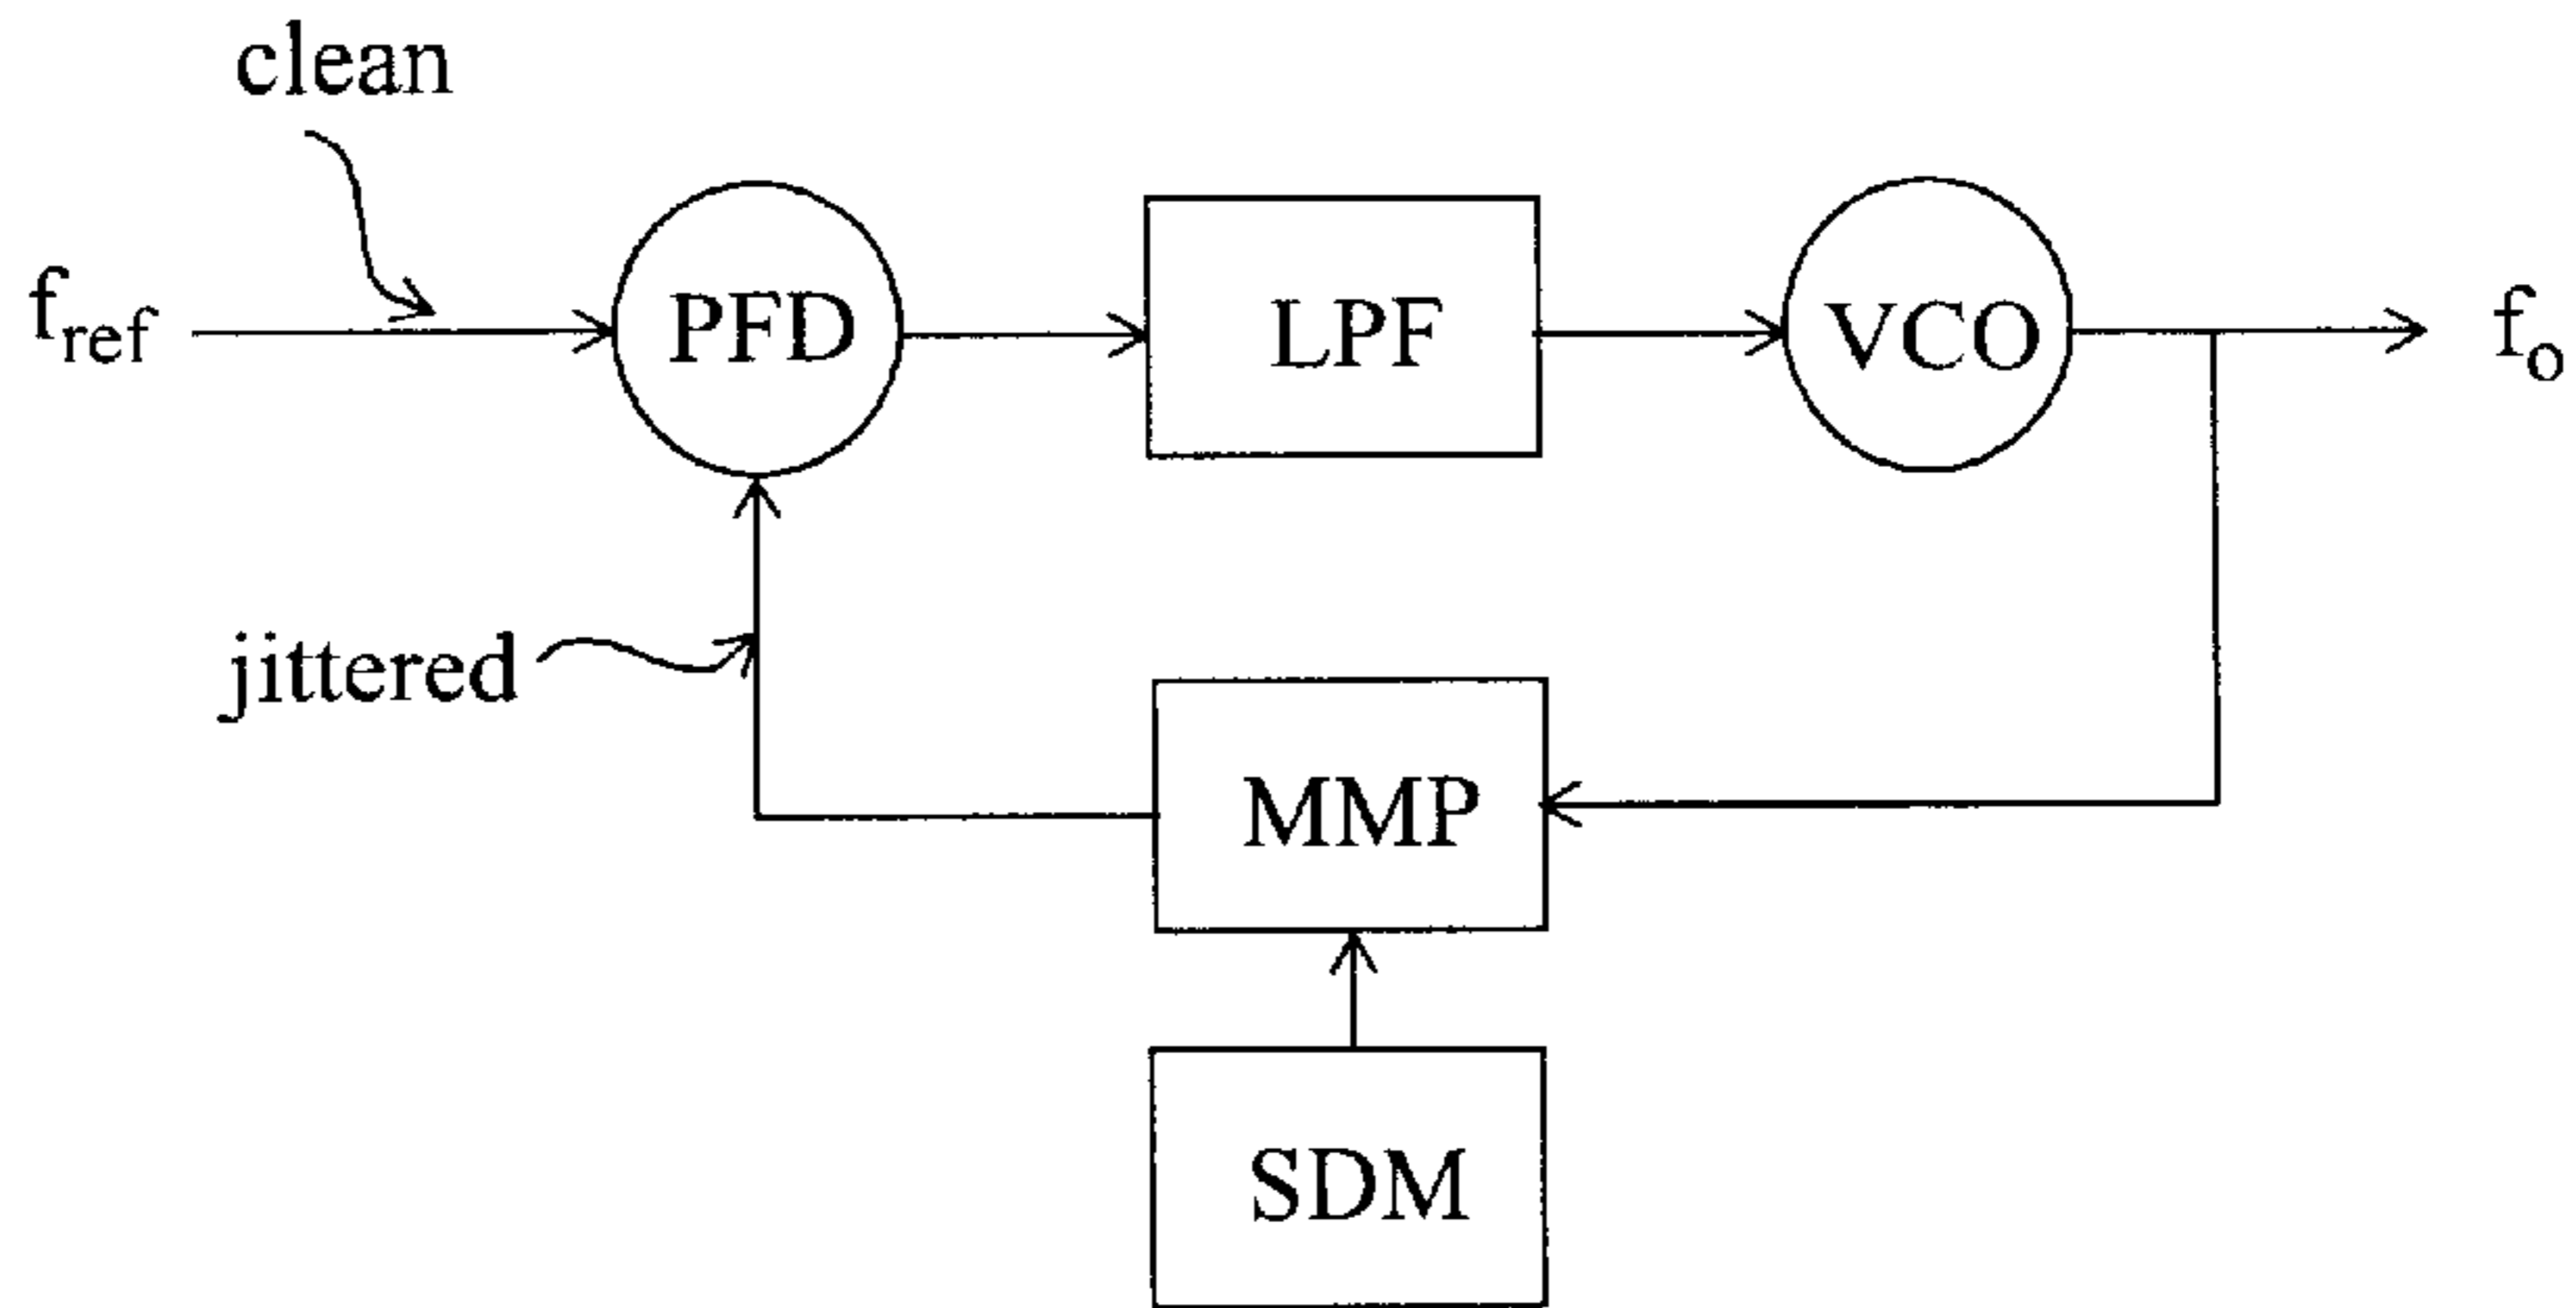 clean
f_ref
PFD
LPF
VCO
f_o
jittered
MMP
SDM